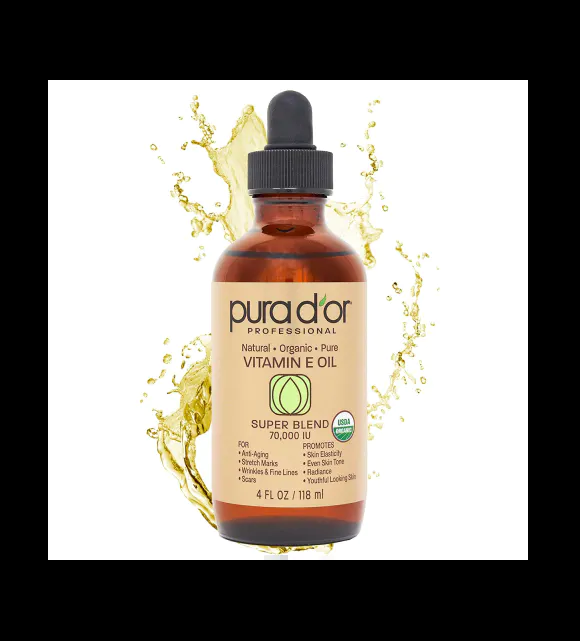 pura d'or®
PROFESSIONAL
Natural • Organic • Pure
VITAMIN E OIL
SUPER BLEND
70,000 IU
USDA
ORGANIC
FOR
• Anti-Aging
• Stretch Marks
• Wrinkles & Fine Lines
• Scars
PROMOTES
• Skin Elasticity
• Even Skin Tone
• Radiance
• Youthful Looking Skin
4 FL OZ / 118 ml